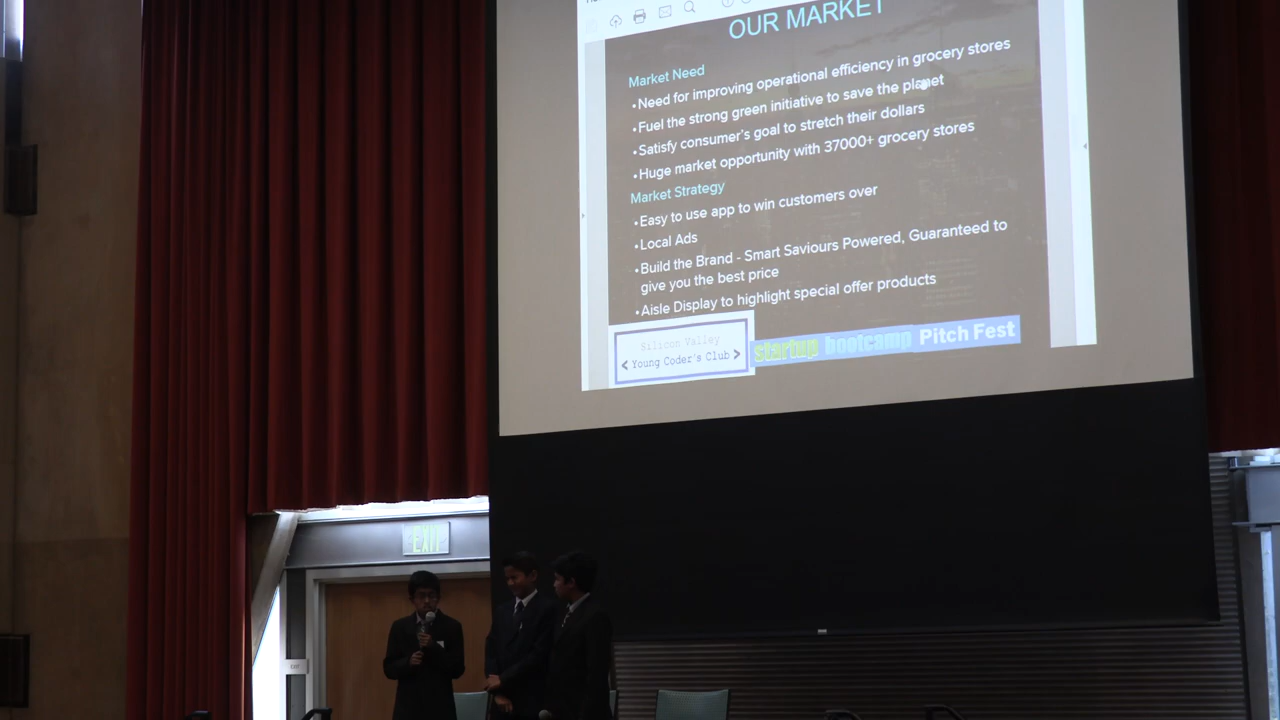 OUR MARKET
Market Need
•Need for improving operational efficiency in grocery stores
•Fuel the strong green initiative to save the planet
•Satisfy consumer's goal to stretch their dollars
•Huge market opportunity with 37000+ grocery stores
Market Strategy
•Easy to use app to win customers over
•Local Ads
•Build the Brand - Smart Saviours Powered, Guaranteed to
give you the best price
•Aisle Display to highlight special offer products
Silicon Valley
< Young Coder's Club >
startup bootcamp Pitch Fest
EXIT